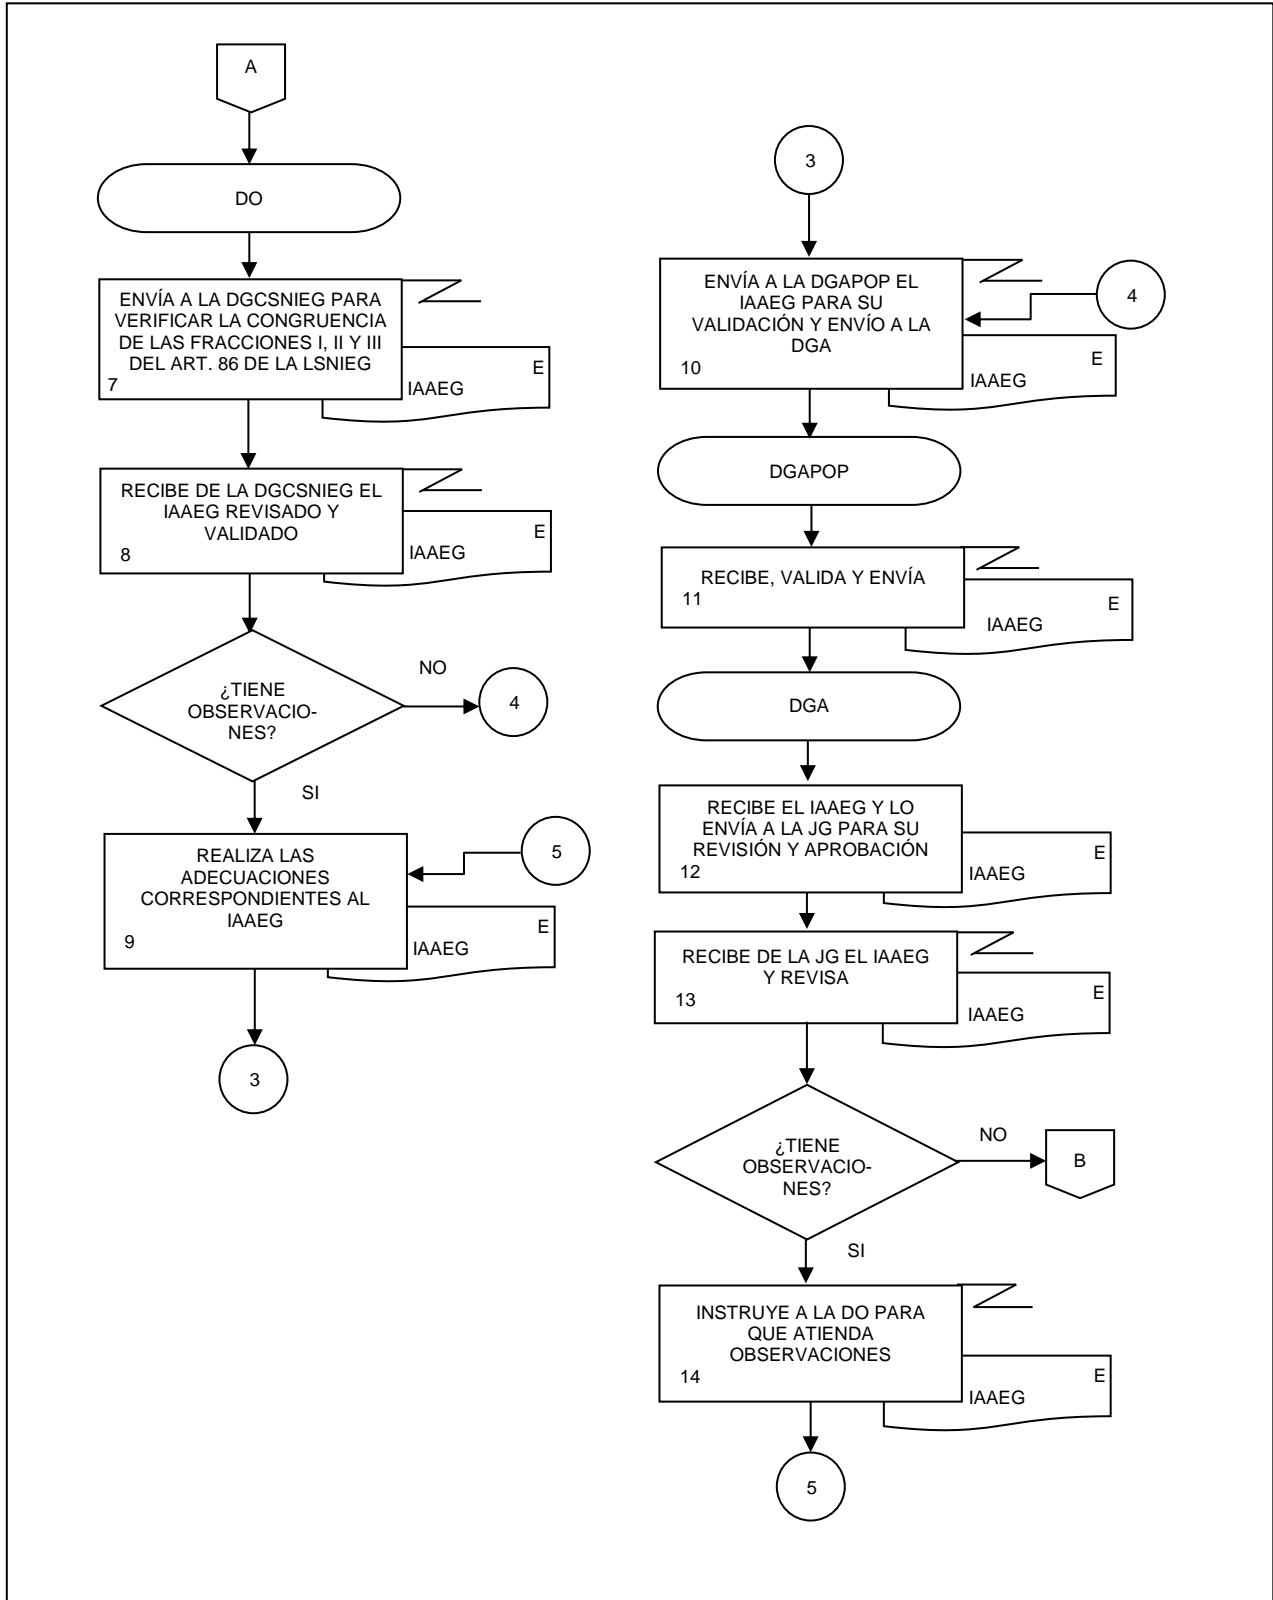 A
DO
ENVÍA A LA DGCSNIEG PARA
VERIFICAR LA CONGRUENCIA
DE LAS FRACCIONES I, II Y III
DEL ART. 86 DE LA LSNIEG
7
E
IAAEG
RECIBE DE LA DGCSNIEG EL
IAAEG REVISADO Y
VALIDADO
8
E
IAAEG
¿TIENE
OBSERVACIO-
NES?
NO
4
SI
REALIZA LAS
ADECUACIONES
CORRESPONDIENTES AL
IAAEG
9
5
E
IAAEG
3
3
ENVÍA A LA DGAPOP EL
IAAEG PARA SU
VALIDACIÓN Y ENVÍO A LA
DGA
10
4
E
IAAEG
DGAPOP
RECIBE, VALIDA Y ENVÍA
11
E
IAAEG
DGA
RECIBE EL IAAEG Y LO
ENVÍA A LA JG PARA SU
REVISIÓN Y APROBACIÓN
12
E
IAAEG
RECIBE DE LA JG EL IAAEG
Y REVISA
13
E
IAAEG
¿TIENE
OBSERVACIO-
NES?
NO
B
SI
INSTRUYE A LA DO PARA
QUE ATIENDA
OBSERVACIONES
14
E
IAAEG
5